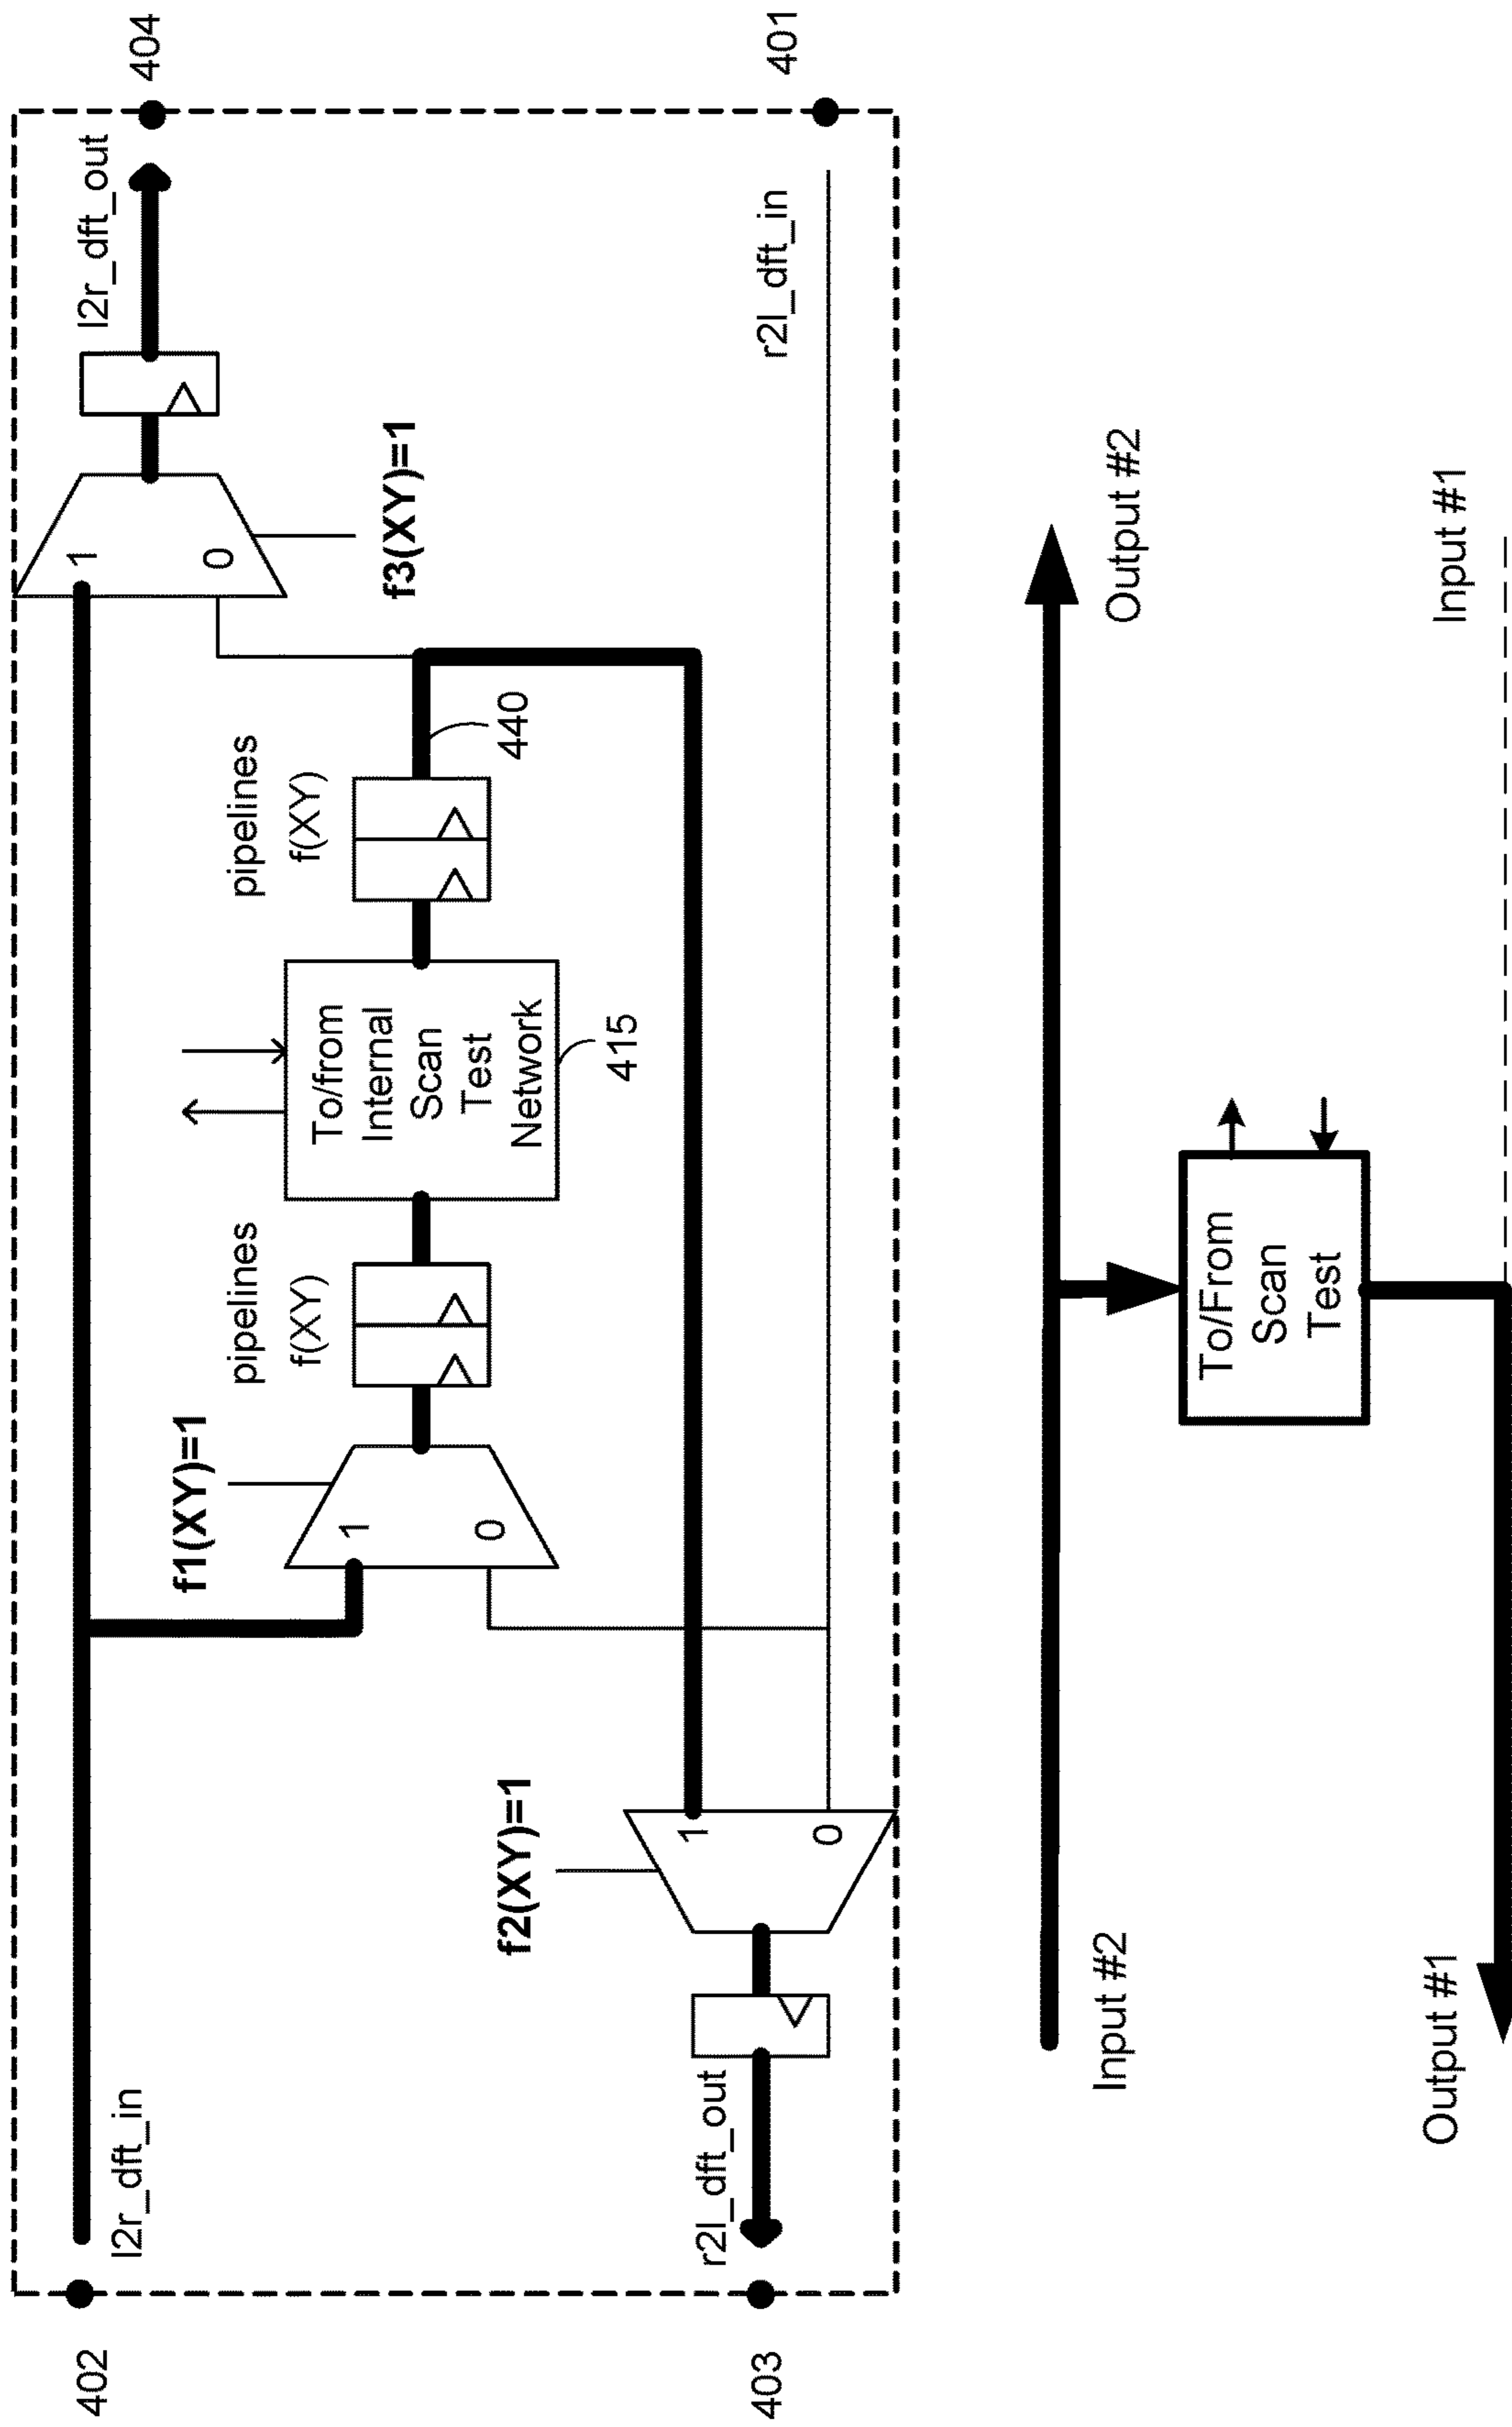 402
404
l2r_dft_in
l2r_dft_out
1
0
f3(XY)=1
f1(XY)=1
1
0
pipelines
f(XY)
To/from
Internal
Scan
Test
Network
415
pipelines
f(XY)
440
f2(XY)=1
1
0
r2l_dft_out
r2l_dft_in
403
401
Input #2
Output #2
To/From
Scan
Test
Output #1
Input #1